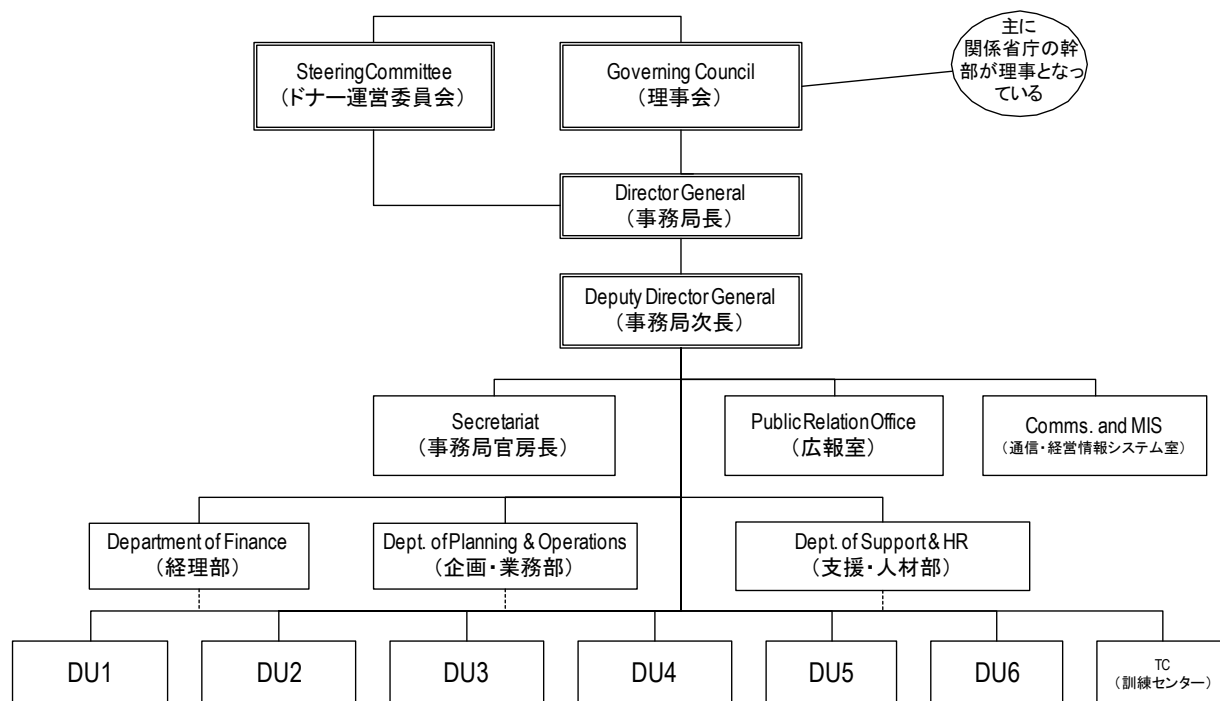 Steering Committee
（ドナー運営委員会）
Governing Council
（理事会）
主に
関係省庁の幹
部が理事となっ
ている
Director General
（事務局長）
Deputy Director General
（事務局次長）
Secretariat
（事務局官房長）
Public Relation Office
（広報室）
Comms. and MIS
（通信・経営情報システム室）
Department of Finance
（経理部）
Dept. of Planning & Operations
（企画・業務部）
Dept. of Support & HR
（支援・人材部）
DU1
DU2
DU3
DU4
DU5
DU6
TC
（訓練センター）